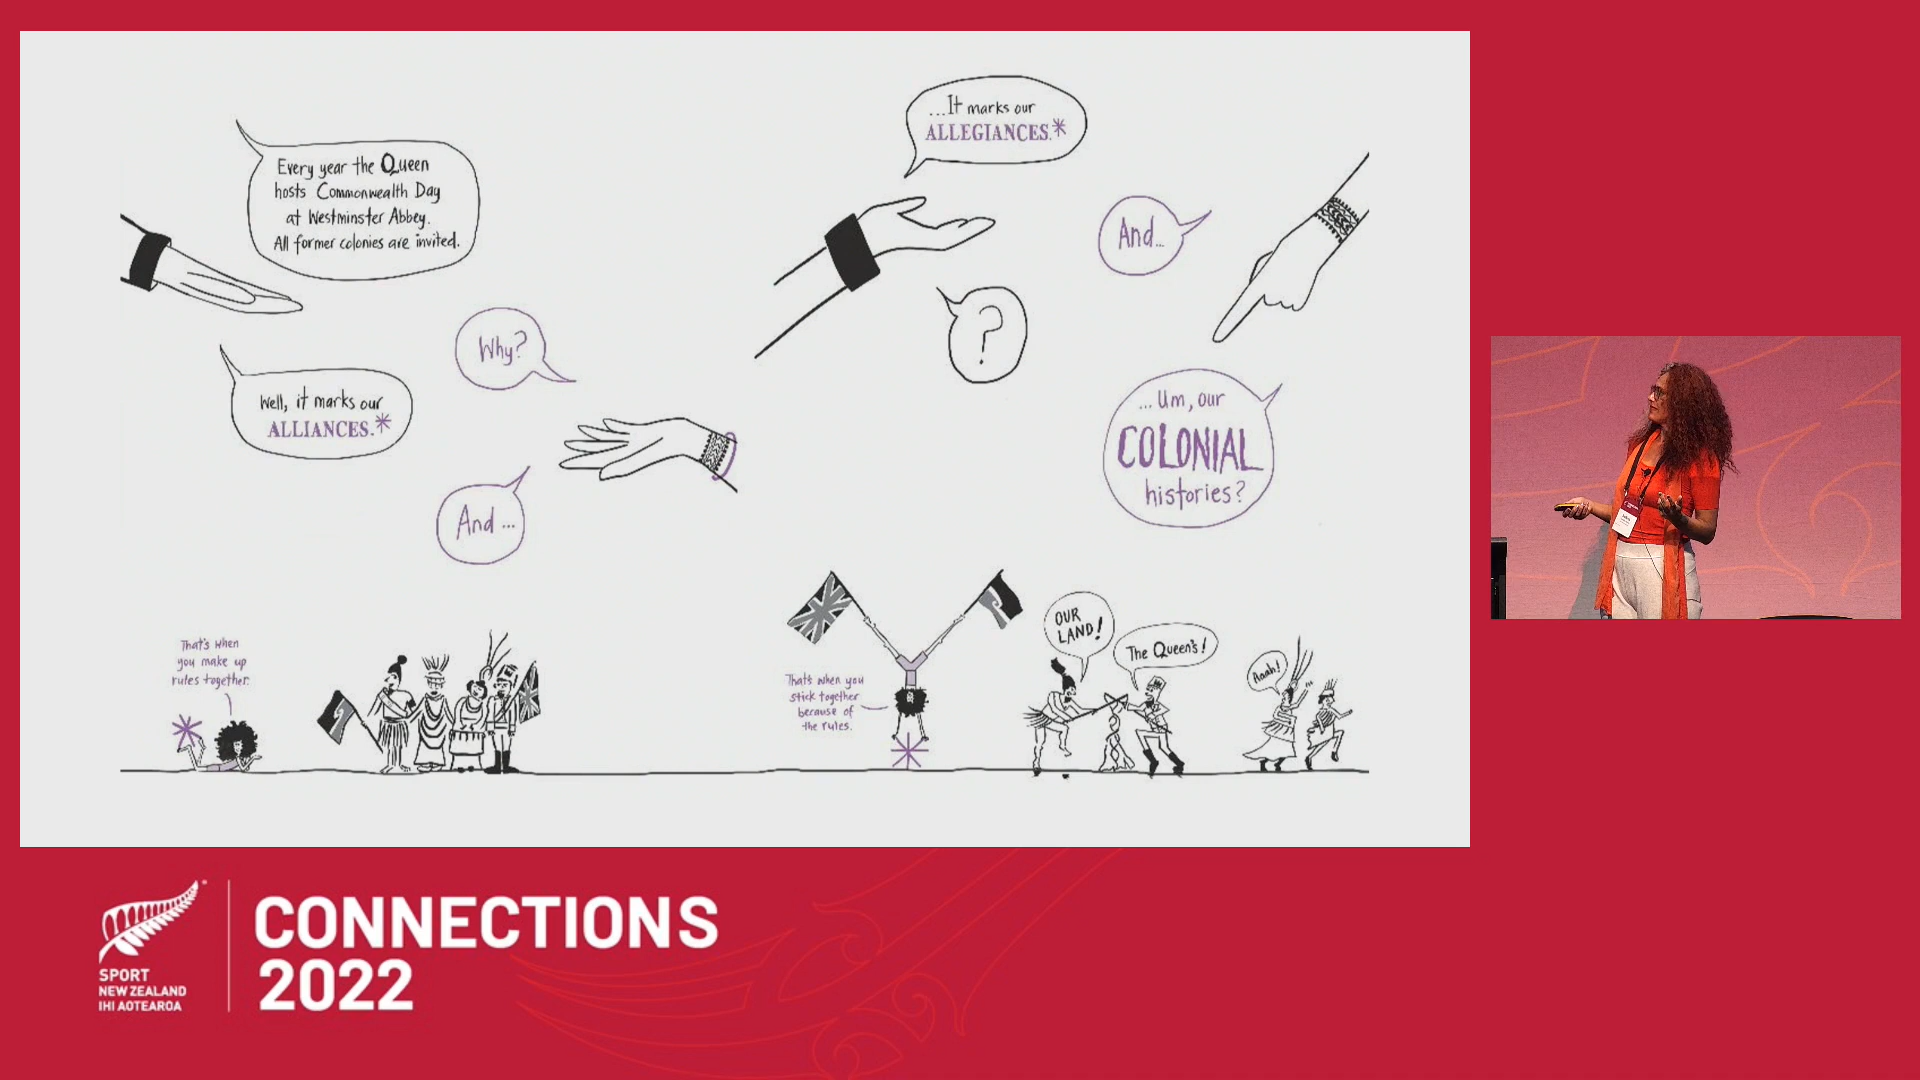 Every year the Queen
hosts Commonwealth Day
at Westminster Abbey.
All former colonies are invited.
Why?
Well, it marks our
ALLIANCES.*
And ...
That's when
you make up
rules together.
...It marks our
ALLEGIANCES.*
?
And...
... Um, our
COLONIAL
histories?
That's when you
stick together
because of
the rules.
OUR
LAND!
The Queen's!
Aaah!
SPORT
NEW ZEALAND
IHI AOTEAROA
CONNECTIONS
2022